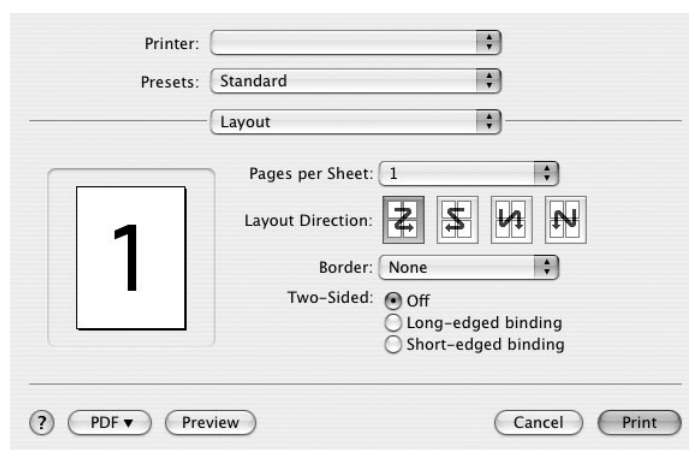 Printer:
Presets: Standard
Layout
Pages per Sheet: 1
1
Layout Direction:
Border: None
Two-Sided: Off
Long-edged binding
Short-edged binding
? PDF▼ Preview Cancel Print